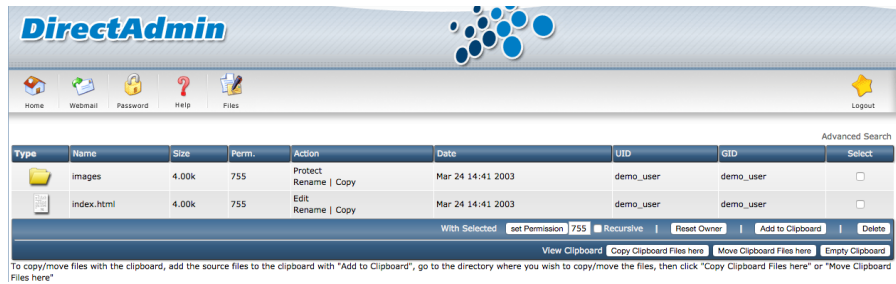 DirectAdmin
Home Webmail Password Help Files Logout
Advanced Search
Type Name Size Perm. Action Date UID GID Select
images 4.00k 755 Protect Mar 24 14:41 2003 demo_user demo_user
Rename | Copy
index.html 4.00k 755 Edit Mar 24 14:41 2003 demo_user demo_user
Rename | Copy
With Selected set Permission 755 Recursive | Reset Owner | Add to Clipboard | Delete
View Clipboard Copy Clipboard Files here Move Clipboard Files here Empty Clipboard
To copy/move files with the clipboard, add the source files to the clipboard with "Add to Clipboard", go to the directory where you wish to copy/move the files, then click "Copy Clipboard Files here" or "Move Clipboard
Files here"